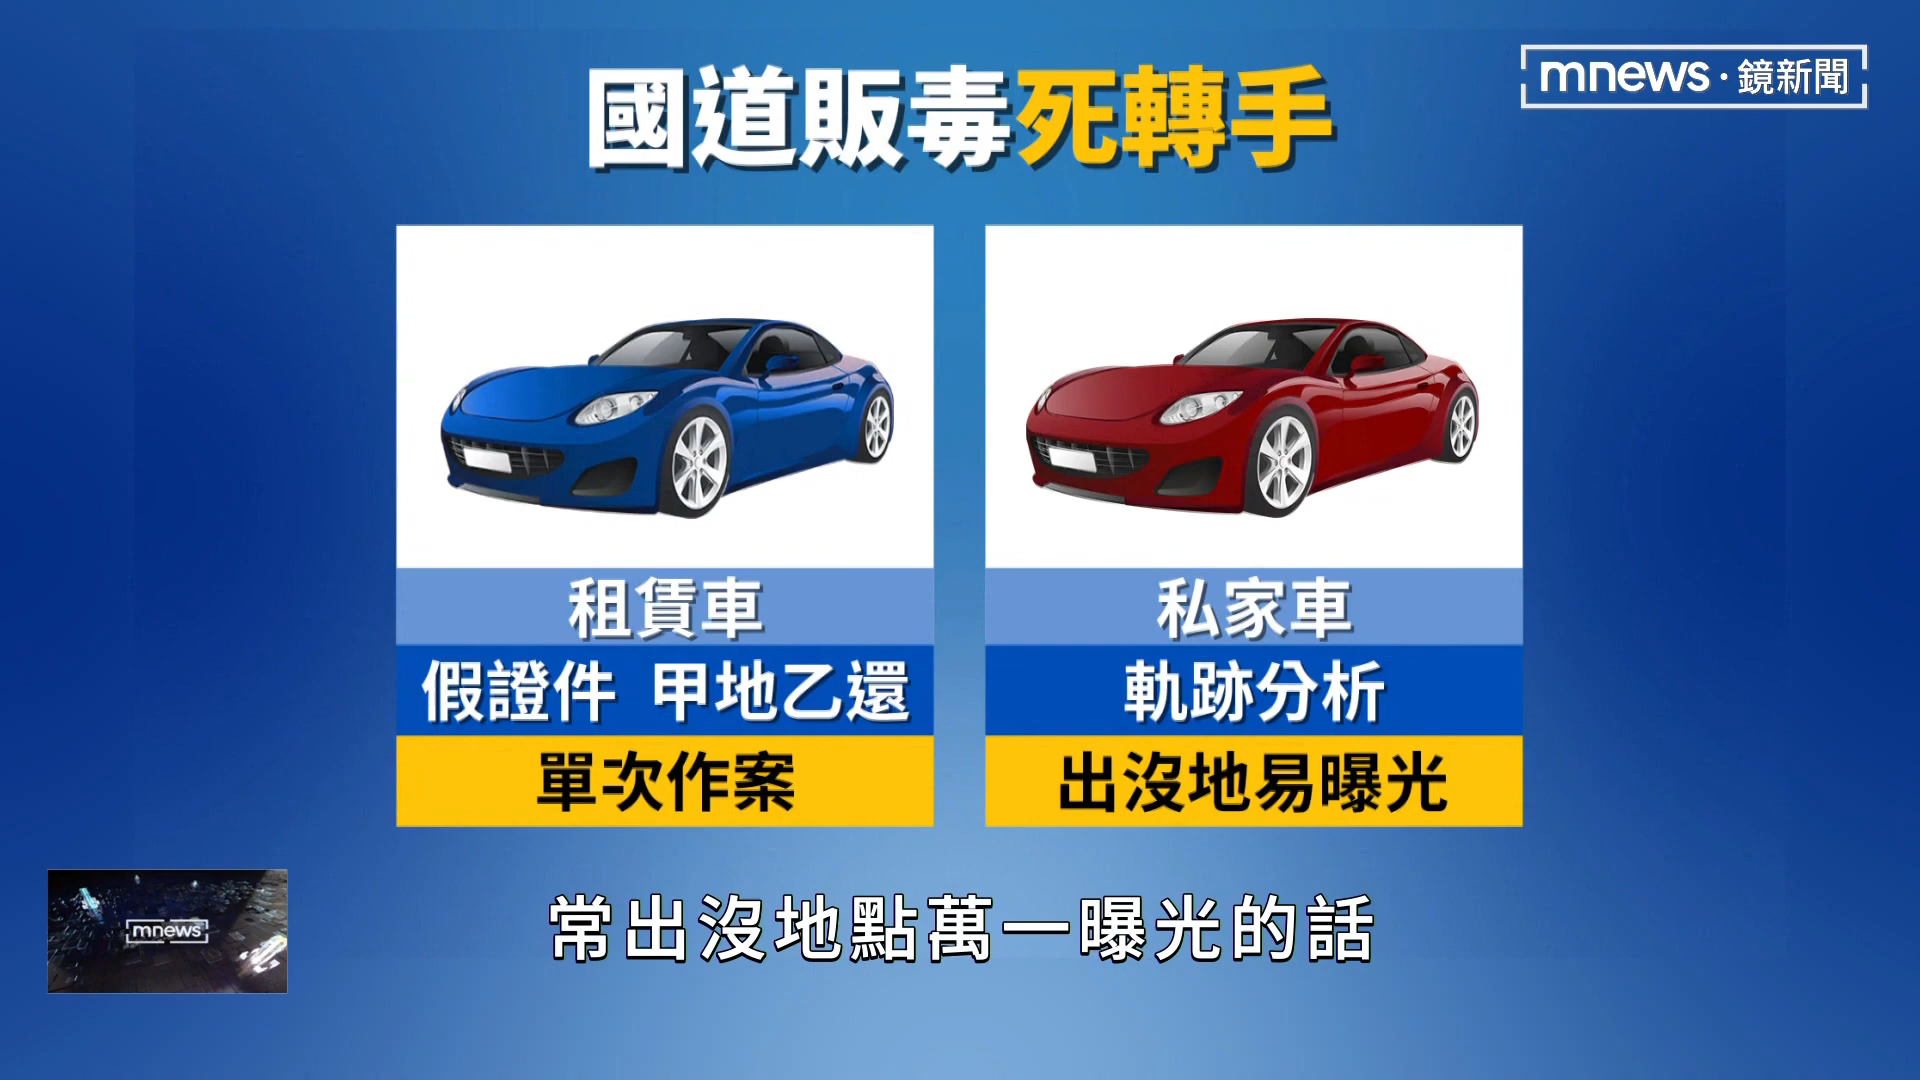 國道販毒死轉手
mnews·鏡新聞
租賃車
假證件 甲地乙還
單次作案
私家車
軌跡分析
出沒地易曝光
mnews
常出沒地點萬一曝光的話